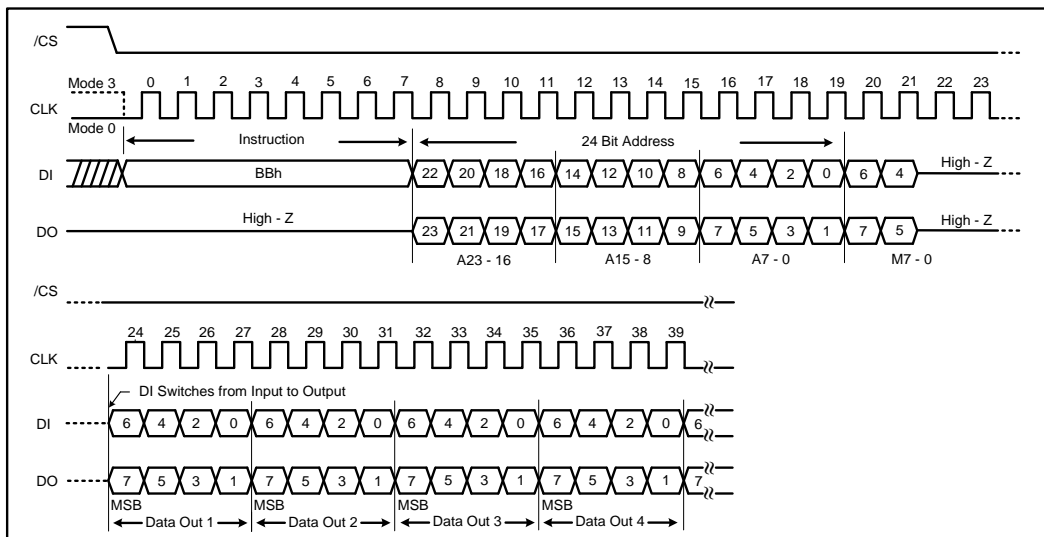 /CS
Mode 3 0 1 2 3 4 5 6 7 8 9 10 11 12 13 14 15 16 17 18 19 20 21 22 23
CLK
Mode 0 Instruction 24 Bit Address
DI BBh 22 20 18 16 14 12 10 8 6 4 2 0 6 4 High - Z
DO High - Z 23 21 19 17 15 13 11 9 7 5 3 1 7 5 High - Z
A23 - 16 A15 - 8 A7 - 0 M7 - 0
/CS
24 25 26 27 28 29 30 31 32 33 34 35 36 37 38 39
CLK
DI Switches from Input to Output
DI 6 4 2 0 6 4 2 0 6 4 2 0 6 4 2 0 6
DO 7 5 3 1 7 5 3 1 7 5 3 1 7 5 3 1 7
MSB MSB MSB MSB
Data Out 1 Data Out 2 Data Out 3 Data Out 4